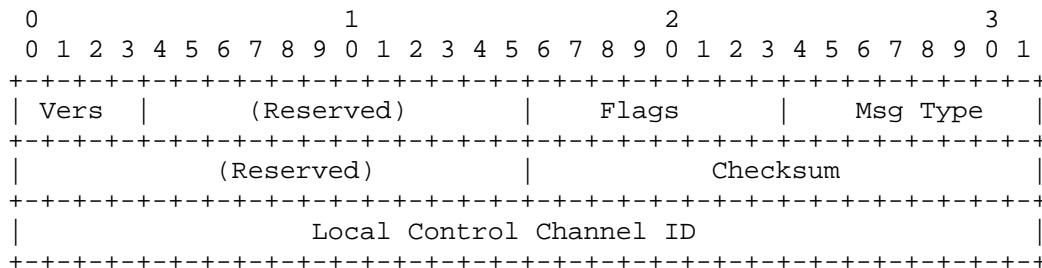 0                   1                   2                   3
 0 1 2 3 4 5 6 7 8 9 0 1 2 3 4 5 6 7 8 9 0 1 2 3 4 5 6 7 8 9 0 1
+-+-+-+-+-+-+-+-+-+-+-+-+-+-+-+-+-+-+-+-+-+-+-+-+-+-+-+-+-+-+-+-+
| Vers  |      (Reserved)       |    Flags      |    Msg Type   |
+-+-+-+-+-+-+-+-+-+-+-+-+-+-+-+-+-+-+-+-+-+-+-+-+-+-+-+-+-+-+-+-+
|            (Reserved)         |           Checksum            |
+-+-+-+-+-+-+-+-+-+-+-+-+-+-+-+-+-+-+-+-+-+-+-+-+-+-+-+-+-+-+-+-+
|                  Local Control Channel ID                     |
+-+-+-+-+-+-+-+-+-+-+-+-+-+-+-+-+-+-+-+-+-+-+-+-+-+-+-+-+-+-+-+-+